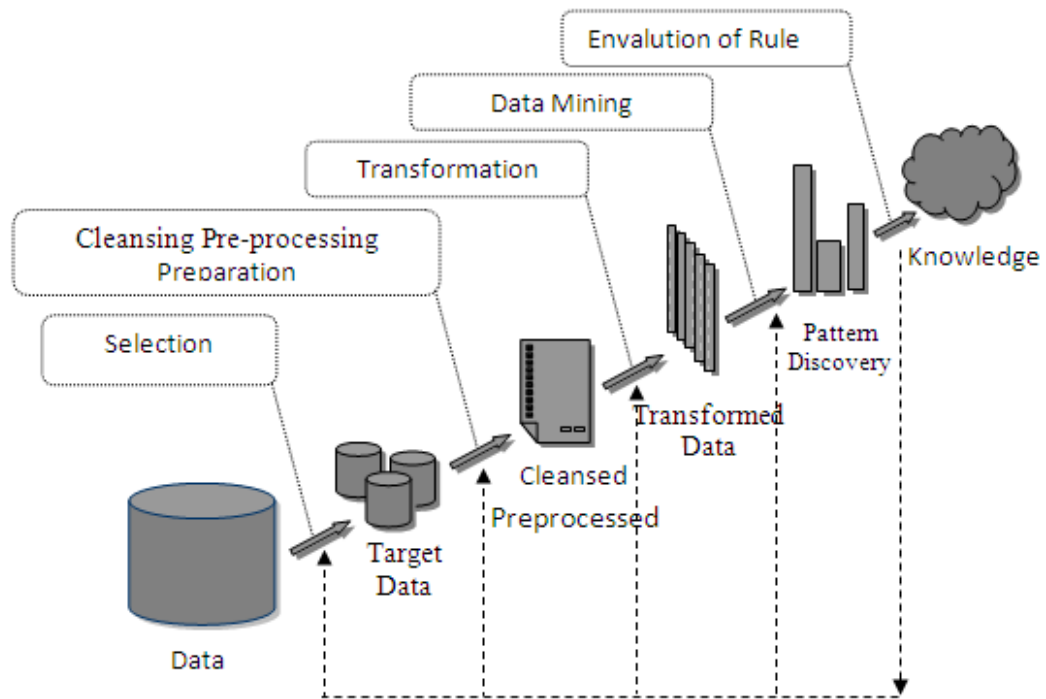 Envalution of Rule
Data Mining
Transformation
Cleansing Pre-processing
Preparation
Selection
Knowledge
Pattern
Discovery
Transformed
Data
Cleansed
Preprocessed
Target
Data
Data